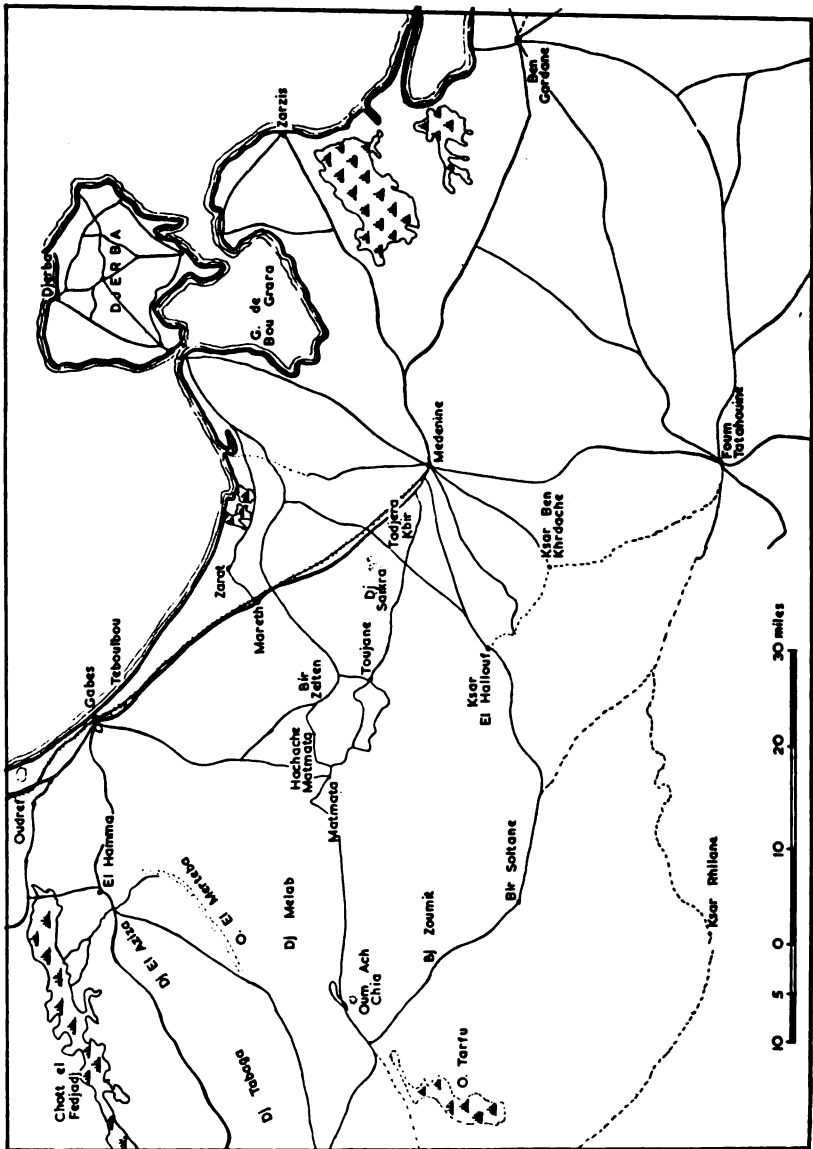 Chott el
Fedjadj
Oudref
Gabes
Teboulbou
El Hamma
Dj El Aziza
O. El Merteba
Dj Tabaga
Dj Melab
Zarat
Mareth
Djerba
DJERBA
G. de
Bou Grara
Zarzis
Hachache
Matmata
Bir
Zelten
Matmata
Toujane
Dj
Saikra
Tadjera
Kbir
Medenine
Oum Ach
Chia
Bj Zoumit
O. Tarfu
Bir Soltane
Ksar
El Hallouf
Ksar Ben
Khrdache
Ben
Gardane
Foum
Tatahouine
Ksar Rhilane
10 5 0 10 20 30 miles